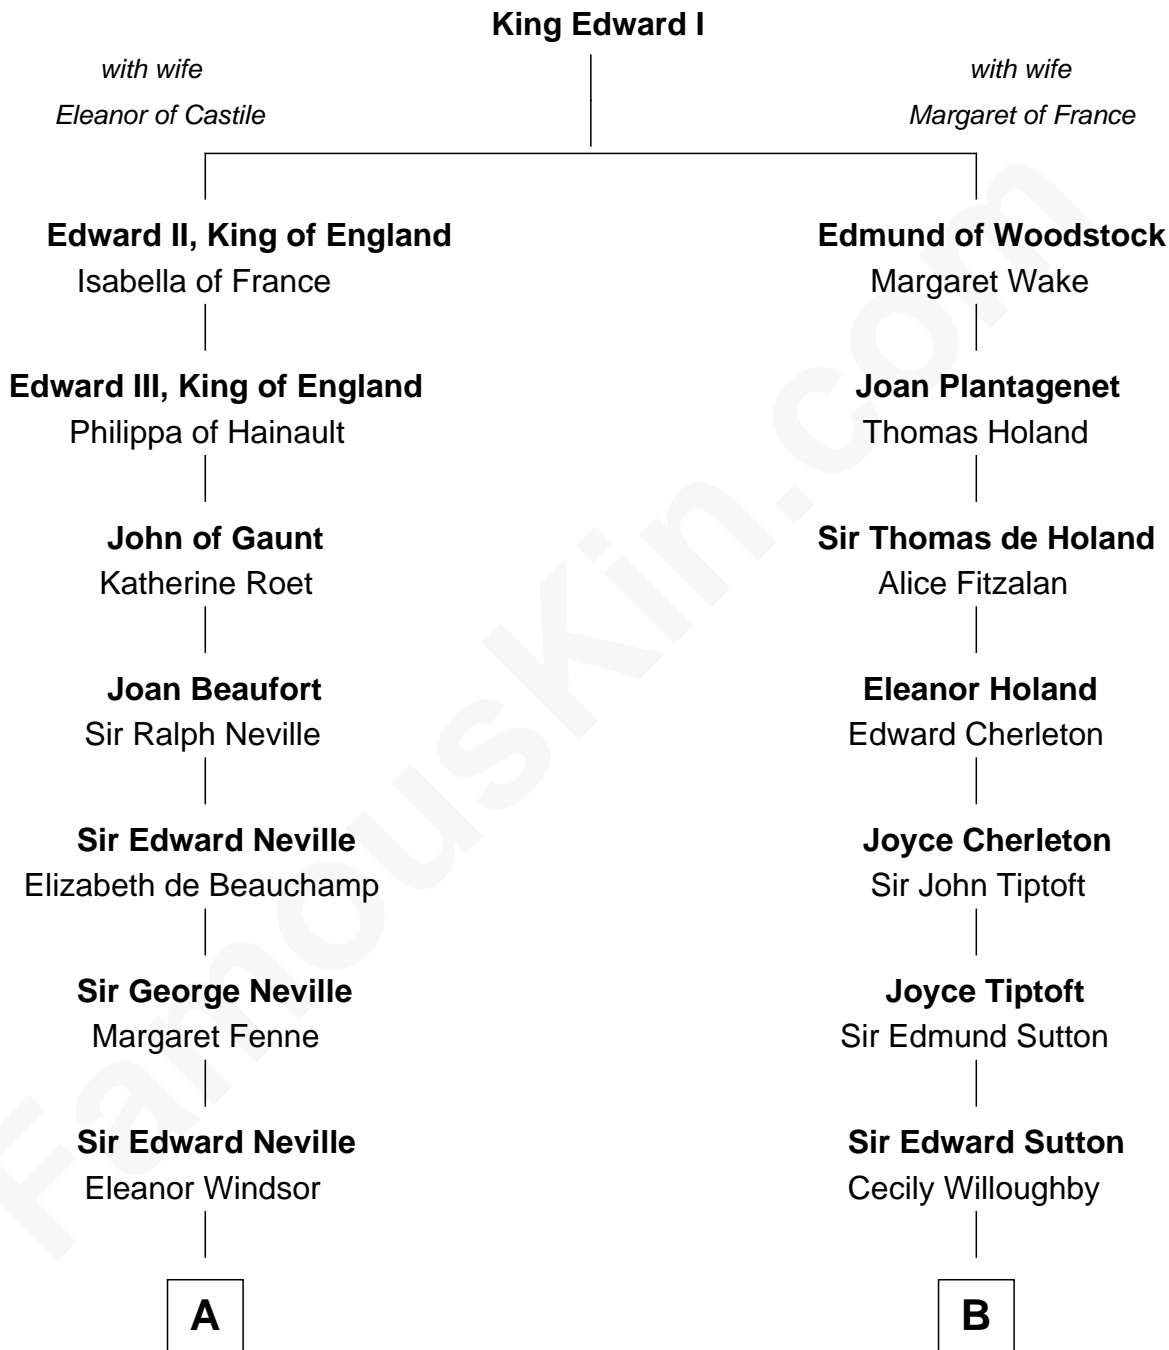 King Edward I
with wife
Eleanor of Castile
with wife
Margaret of France
Edward II, King of England
Isabella of France
Edmund of Woodstock
Margaret Wake
Edward III, King of England
Philippa of Hainault
Joan Plantagenet
Thomas Holand
John of Gaunt
Katherine Roet
Sir Thomas de Holand
Alice Fitzalan
Joan Beaufort
Sir Ralph Neville
Eleanor Holand
Edward Cherleton
Sir Edward Neville
Elizabeth de Beauchamp
Joyce Cherleton
Sir John Tiptoft
Sir George Neville
Margaret Fenne
Joyce Tiptoft
Sir Edmund Sutton
Sir Edward Neville
Eleanor Windsor
Sir Edward Sutton
Cecily Willoughby
A
B
FamousKin.com